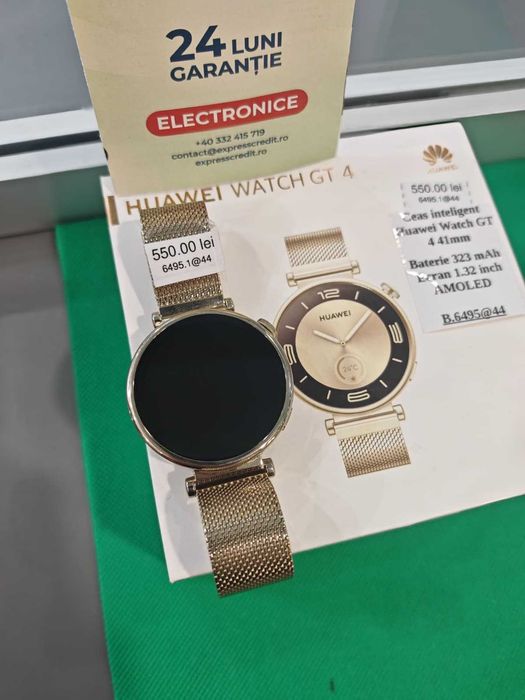 24 LUNI
GARANȚIE
ELECTRONICE
+40 332 415 719
contact@expresscredit.ro
expresscredit.ro
HUAWEI WATCH GT 4
HUAWEI
550.00 lei
6495.1@44
Ceas inteligent
Huawei Watch GT
4 41mm
Baterie 323 mAh
Ecran 1.32 inch
AMOLED
B.6495@44
550.00 lei
6495.1@44
12
HUAWEI
26°C